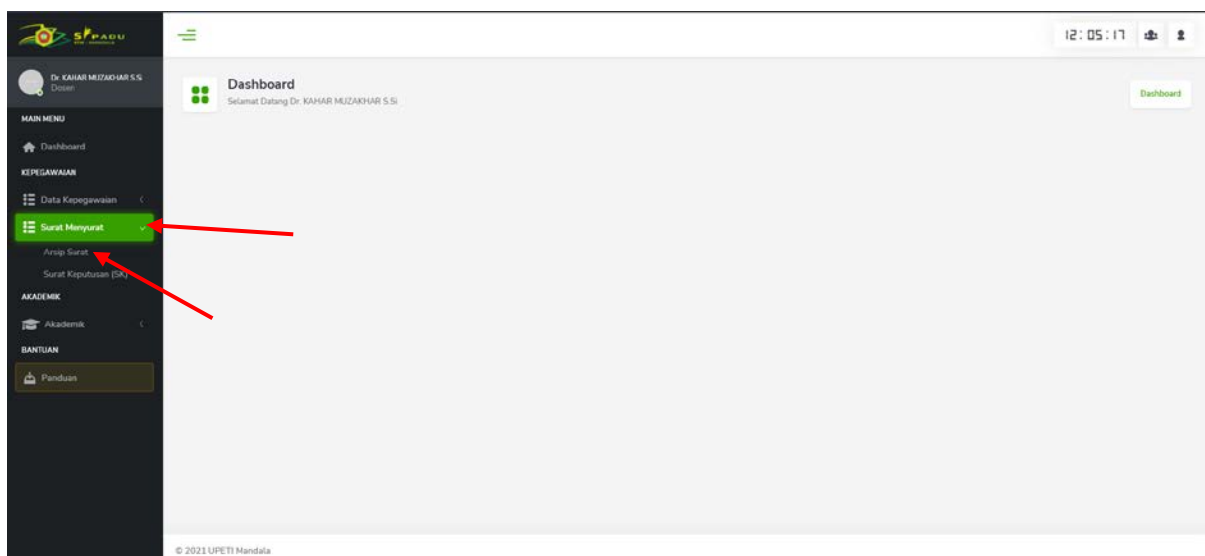 SIPADU
12:05:17
Dr. KAHAR MUZAKHAR S.Si
Dosen
MAIN MENU
Dashboard
KEPEGAWAIAN
Data Kepegawaian
Surat Menyurat
Arsip Surat
Surat Keputusan (SK)
AKADEMIK
Akademik
BANTUAN
Panduan
Dashboard
Selamat Datang Dr. KAHAR MUZAKHAR S.Si
Dashboard
© 2021 UPETI Mandala